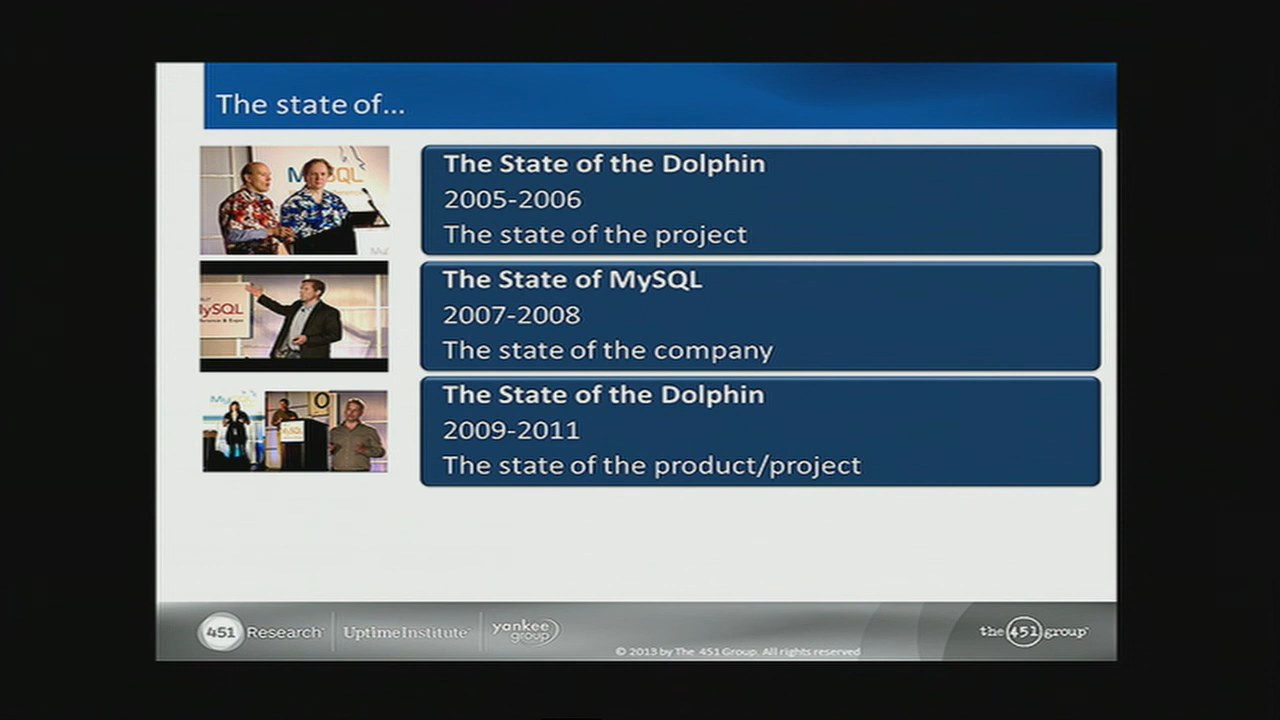 The state of...
MySQL
The State of the Dolphin
2005-2006
The state of the project
The State of MySQL
2007-2008
The state of the company
The State of the Dolphin
2009-2011
The state of the product/project
451 Research
UptimeInstitute
yankee
group
the 451 group
© 2013 by The 451 Group. All rights reserved